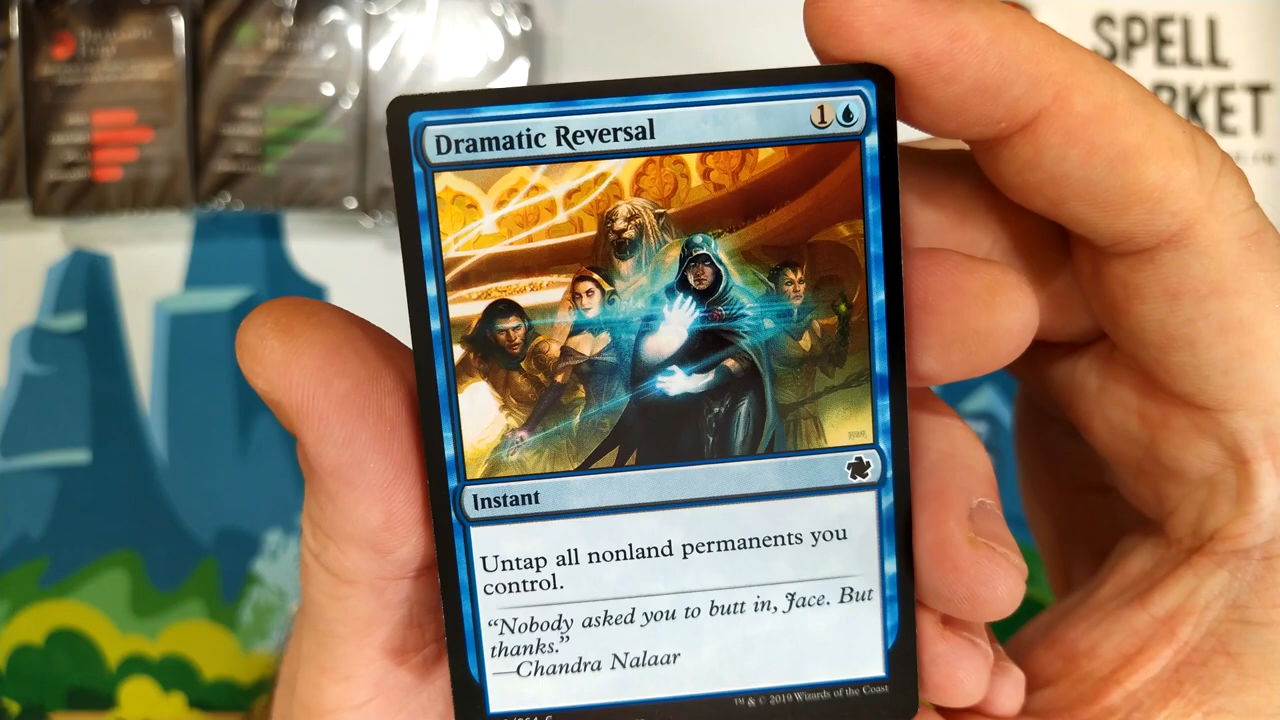 SPELL
Dramatic Reversal
1
Instant
Untap all nonland permanents you
control.
“Nobody asked you to butt in, Jace. But
thanks.”
—Chandra Nalaar
™ & © 2019 Wizards of the Coast